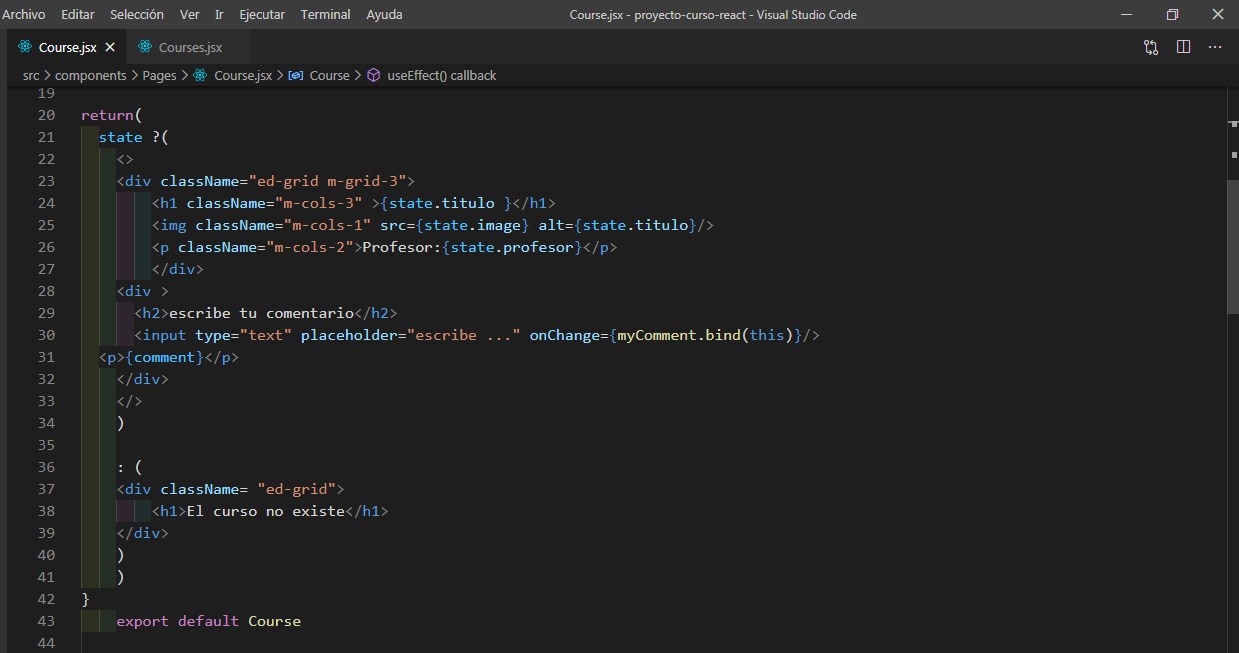 Archivo Editar Selección Ver Ir Ejecutar Terminal Ayuda Course.jsx - proyecto-curso-react - Visual Studio Code
Course.jsx Courses.jsx
src > components > Pages > Course.jsx > Course > useEffect() callback
19
20 return(
21 state ?(
22 <>
23 <div className="ed-grid m-grid-3">
24 <h1 className="m-cols-3" >{state.titulo }</h1>
25 <img className="m-cols-1" src={state.image} alt={state.titulo}/>
26 <p className="m-cols-2">Profesor:{state.profesor}</p>
27 </div>
28 <div >
29 <h2>escribe tu comentario</h2>
30 <input type="text" placeholder="escribe ..." onChange={myComment.bind(this)}/>
31 <p>{comment}</p>
32 </div>
33 </>
34 )
35
36 : (
37 <div className= "ed-grid">
38 <h1>El curso no existe</h1>
39 </div>
40 )
41 )
42 }
43 export default Course
44